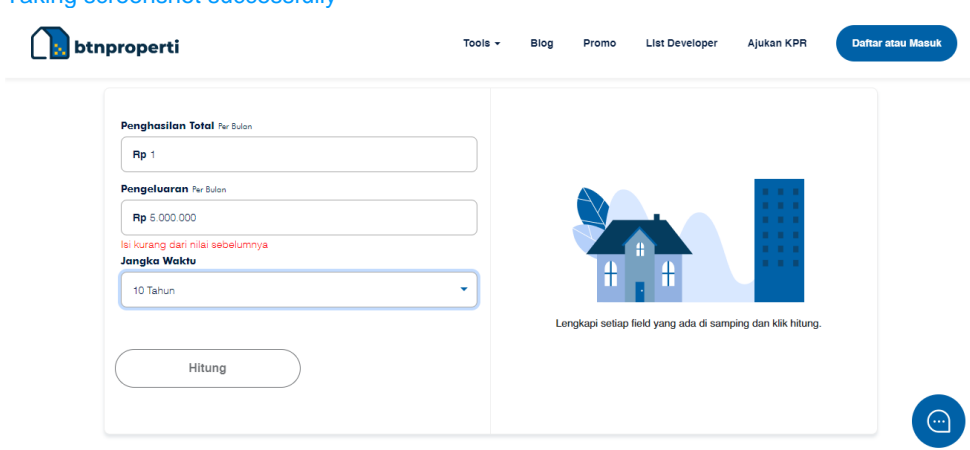 Taking screenshot successfully
btnproperti
Tools Blog Promo List Developer Ajukan KPR Daftar atau Masuk
Penghasilan Total Per Bulan
Rp 1
Pengeluaran Per Bulan
Rp 5.000.000
Isi kurang dari nilai sebelumnya
Jangka Waktu
10 Tahun
Hitung
Lengkapi setiap field yang ada di samping dan klik hitung.